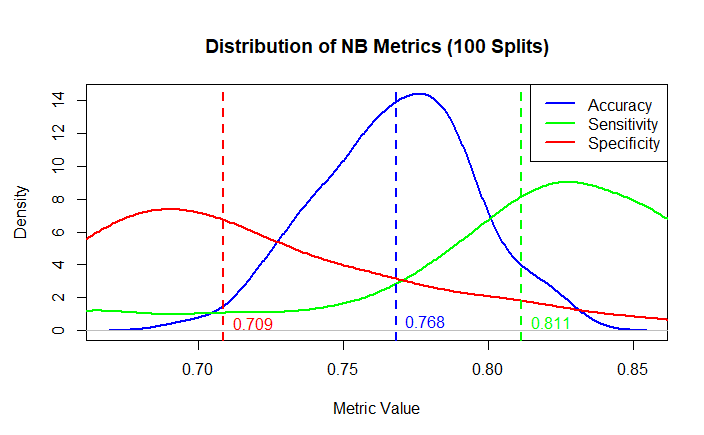 Distribution of NB Metrics (100 Splits)
Accuracy
Sensitivity
Specificity
14
12
10
8
6
4
2
0
Density
0.709
0.768
0.811
0.70
0.75
0.80
0.85
Metric Value